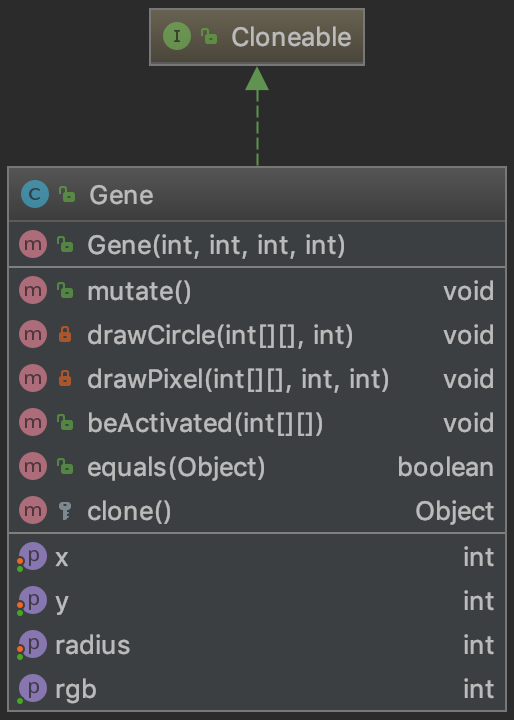 I Cloneable
C Gene
m Gene(int, int, int, int)
m mutate() void
m drawCircle(int[][], int) void
m drawPixel(int[][], int, int) void
m beActivated(int[][]) void
m equals(Object) boolean
m clone() Object
p x int
p y int
p radius int
p rgb int